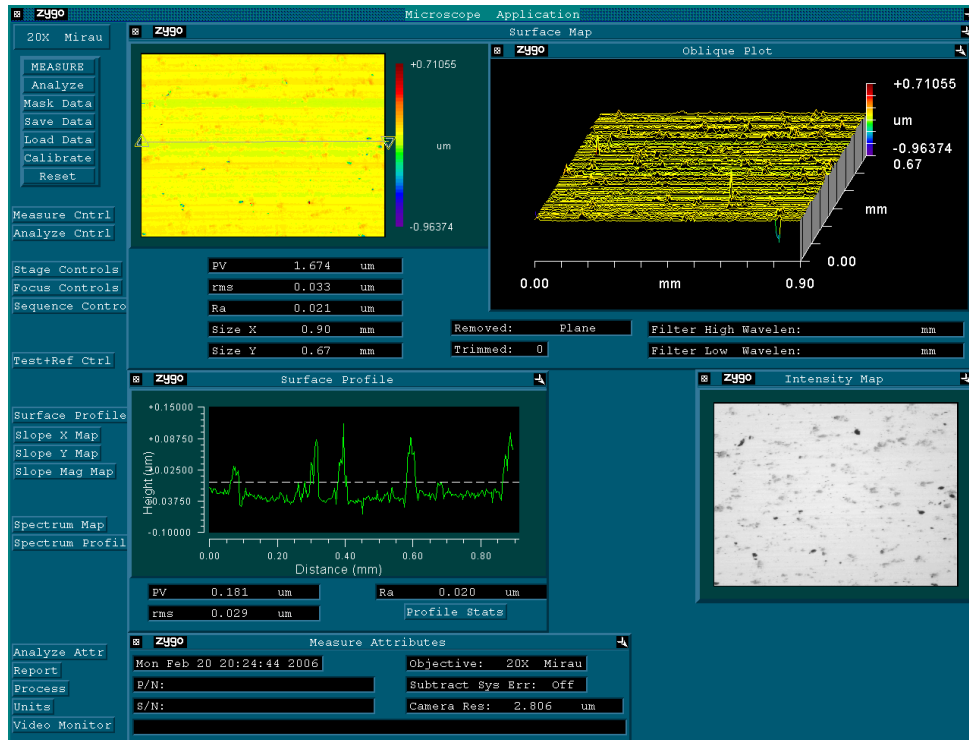 zygo Microscope Application
20X Mirau
MEASURE
Analyze
Mask Data
Save Data
Load Data
Calibrate
Reset
Measure Cntrl
Analyze Cntrl
Stage Controls
Focus Controls
Sequence Contro
Test+Ref Ctrl
Surface Profile
Slope X Map
Slope Y Map
Slope Mag Map
Spectrum Map
Spectrum Profil
Analyze Attr
Report
Process
Units
Video Monitor
zygo Surface Map
+0.71055
um
-0.96374
PV 1.674 um
rms 0.033 um
Ra 0.021 um
Size X 0.90 mm
Size Y 0.67 mm
zygo Oblique Plot
+0.71055
um
-0.96374
0.67
mm
0.00
0.00 mm 0.90
Removed: Plane
Trimmed: 0
Filter High Wavelen: mm
Filter Low Wavelen: mm
zygo Surface Profile
+0.15000
+0.08750
+0.02500
-0.03750
-0.10000
Height (um)
0.00 0.20 0.40 0.60 0.80
Distance (mm)
PV 0.181 um
rms 0.029 um
Ra 0.020 um
Profile Stats
zygo Intensity Map
zygo Measure Attributes
Mon Feb 20 20:24:44 2006
P/N:
S/N:
Objective: 20X Mirau
Subtract Sys Err: Off
Camera Res: 2.806 um